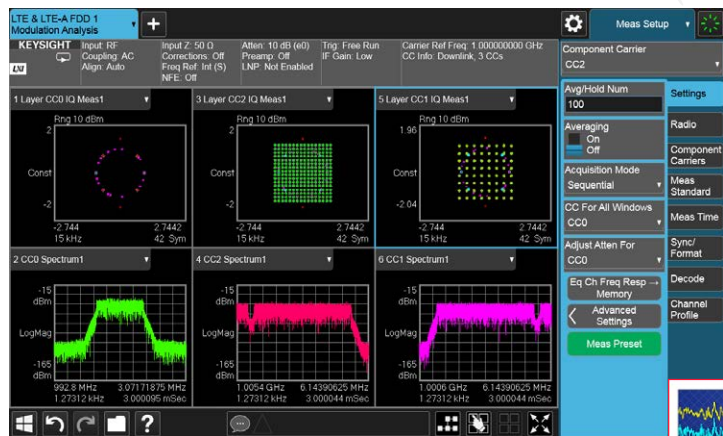 LTE & LTE-A FDD 1
Modulation Analysis
+
Meas Setup
KEYSIGHT
LXI
Input: RF
Coupling: AC
Align: Auto
Input Z: 50 Ω
Corrections: Off
Freq Ref: Int (S)
NFE: Off
Atten: 10 dB (e0)
Preamp: Off
LNP: Not Enabled
Trig: Free Run
IF Gain: Low
Carrier Ref Freq: 1.000000000 GHz
CC Info: Downlink, 3 CCs
1 Layer CC0 IQ Meas1
Rng 10 dBm
2
Const
-2
-2.744 2.7442
15 kHz 42 Sym
3 Layer CC2 IQ Meas1
Rng 10 dBm
2
Const
-2
-2.744 2.7442
15 kHz 42 Sym
5 Layer CC1 IQ Meas1
Rng 10 dBm
1.96
Const
-2.04
-2.744 2.7442
15 kHz 42 Sym
2 CC0 Spectrum1
-15
dBm
LogMag
-165
dBm
992.8 MHz 3.07171875 MHz
1.27312 kHz 3.000095 mSec
4 CC2 Spectrum1
-15
dBm
LogMag
-165
dBm
1.0054 GHz 6.14390625 MHz
1.27312 kHz 3.000044 mSec
6 CC1 Spectrum1
-15
dBm
LogMag
-165
dBm
1.0006 GHz 6.14390625 MHz
1.27312 kHz 3.000044 mSec
Component Carrier
CC2
Avg/Hold Num
100
Averaging
On
Off
Acquisition Mode
Sequential
CC For All Windows
CC0
Adjust Atten For
CC0
Eq Ch Freq Resp →
Memory
Advanced
Settings
Meas Preset
Settings
Radio
Component
Carriers
Meas
Standard
Meas Time
Sync/
Format
Decode
Channel
Profile
?